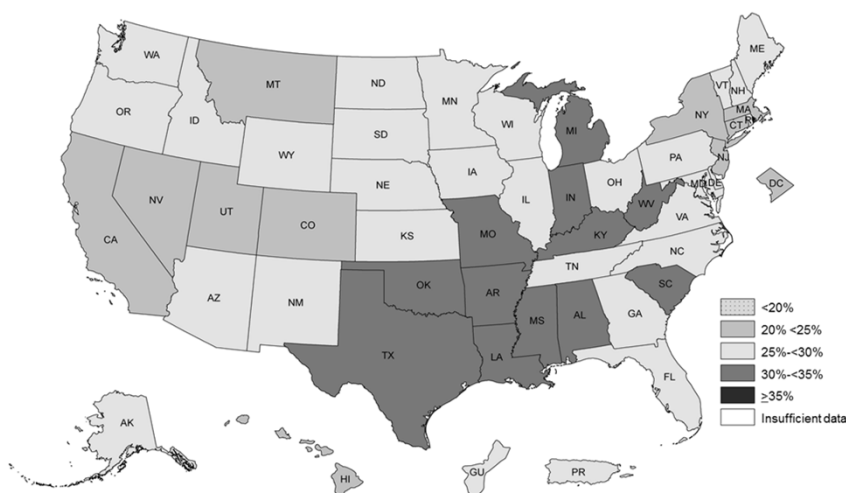 WA
MT
ND
MN
ME
OR
ID
SD
WI
MI
VT
NH
NY
MA
CT
WY
IA
NE
PA
NJ
NV
UT
CO
IL
IN
OH
MD
DE
DC
CA
KS
MO
KY
WV
VA
AZ
NM
OK
AR
TN
NC
SC
MS
AL
GA
TX
LA
FL
AK
HI
GU
PR
<20%
20% <25%
25%-<30%
30%-<35%
≥35%
Insufficient data